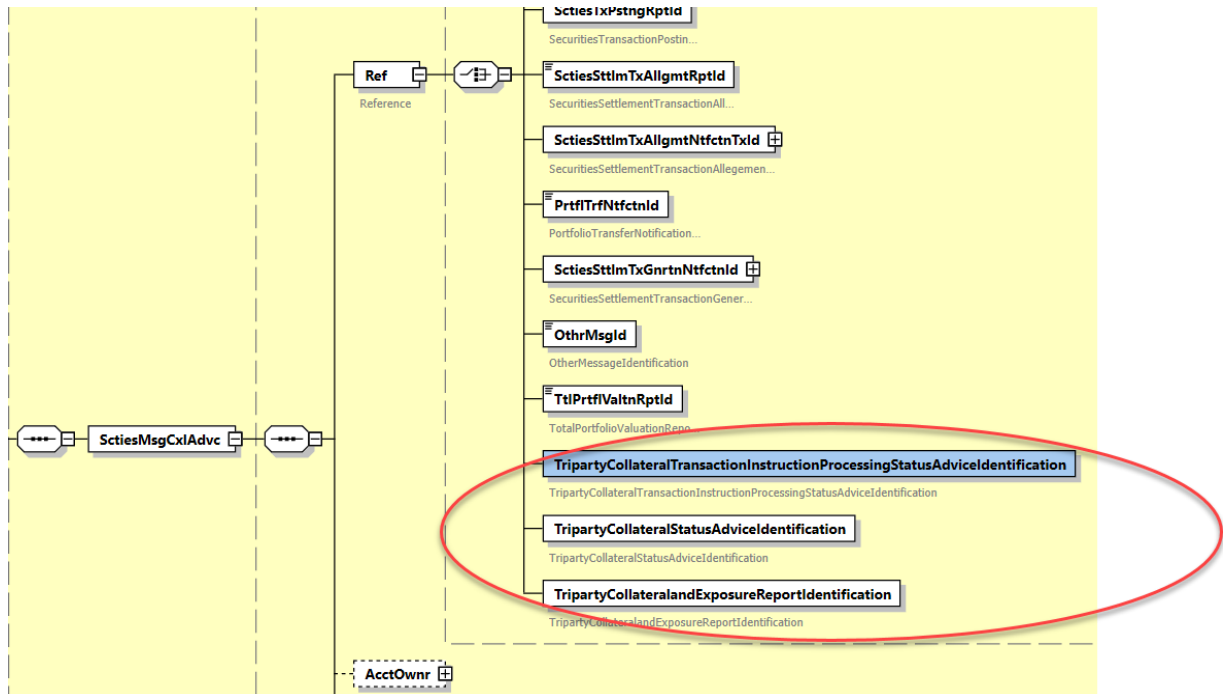 SctiesTxPstngRptId
SecuritiesTransactionPostin...
Ref
Reference
SctiesSttlmTxAllgmtRptId
SecuritiesSettlementTransactionAll...
SctiesSttlmTxAllgmtNtfctnTxId
SecuritiesSettlementTransactionAllegemen...
PrtflTrfNtfctnId
PortfolioTransferNotification...
SctiesSttlmTxGnrtnNtfctnId
SecuritiesSettlementTransactionGener...
OthrMsgId
OtherMessageIdentification
TtlPrtflValtnRptId
TotalPortfolioValuationRepo...
SctiesMsgCxlAdvc
TripartyCollateralTransactionInstructionProcessingStatusAdviceIdentification
TripartyCollateralTransactionInstructionProcessingStatusAdviceIdentification
TripartyCollateralStatusAdviceIdentification
TripartyCollateralStatusAdviceIdentification
TripartyCollateralandExposureReportIdentification
TripartyCollateralandExposureReportIdentification
AcctOwnr